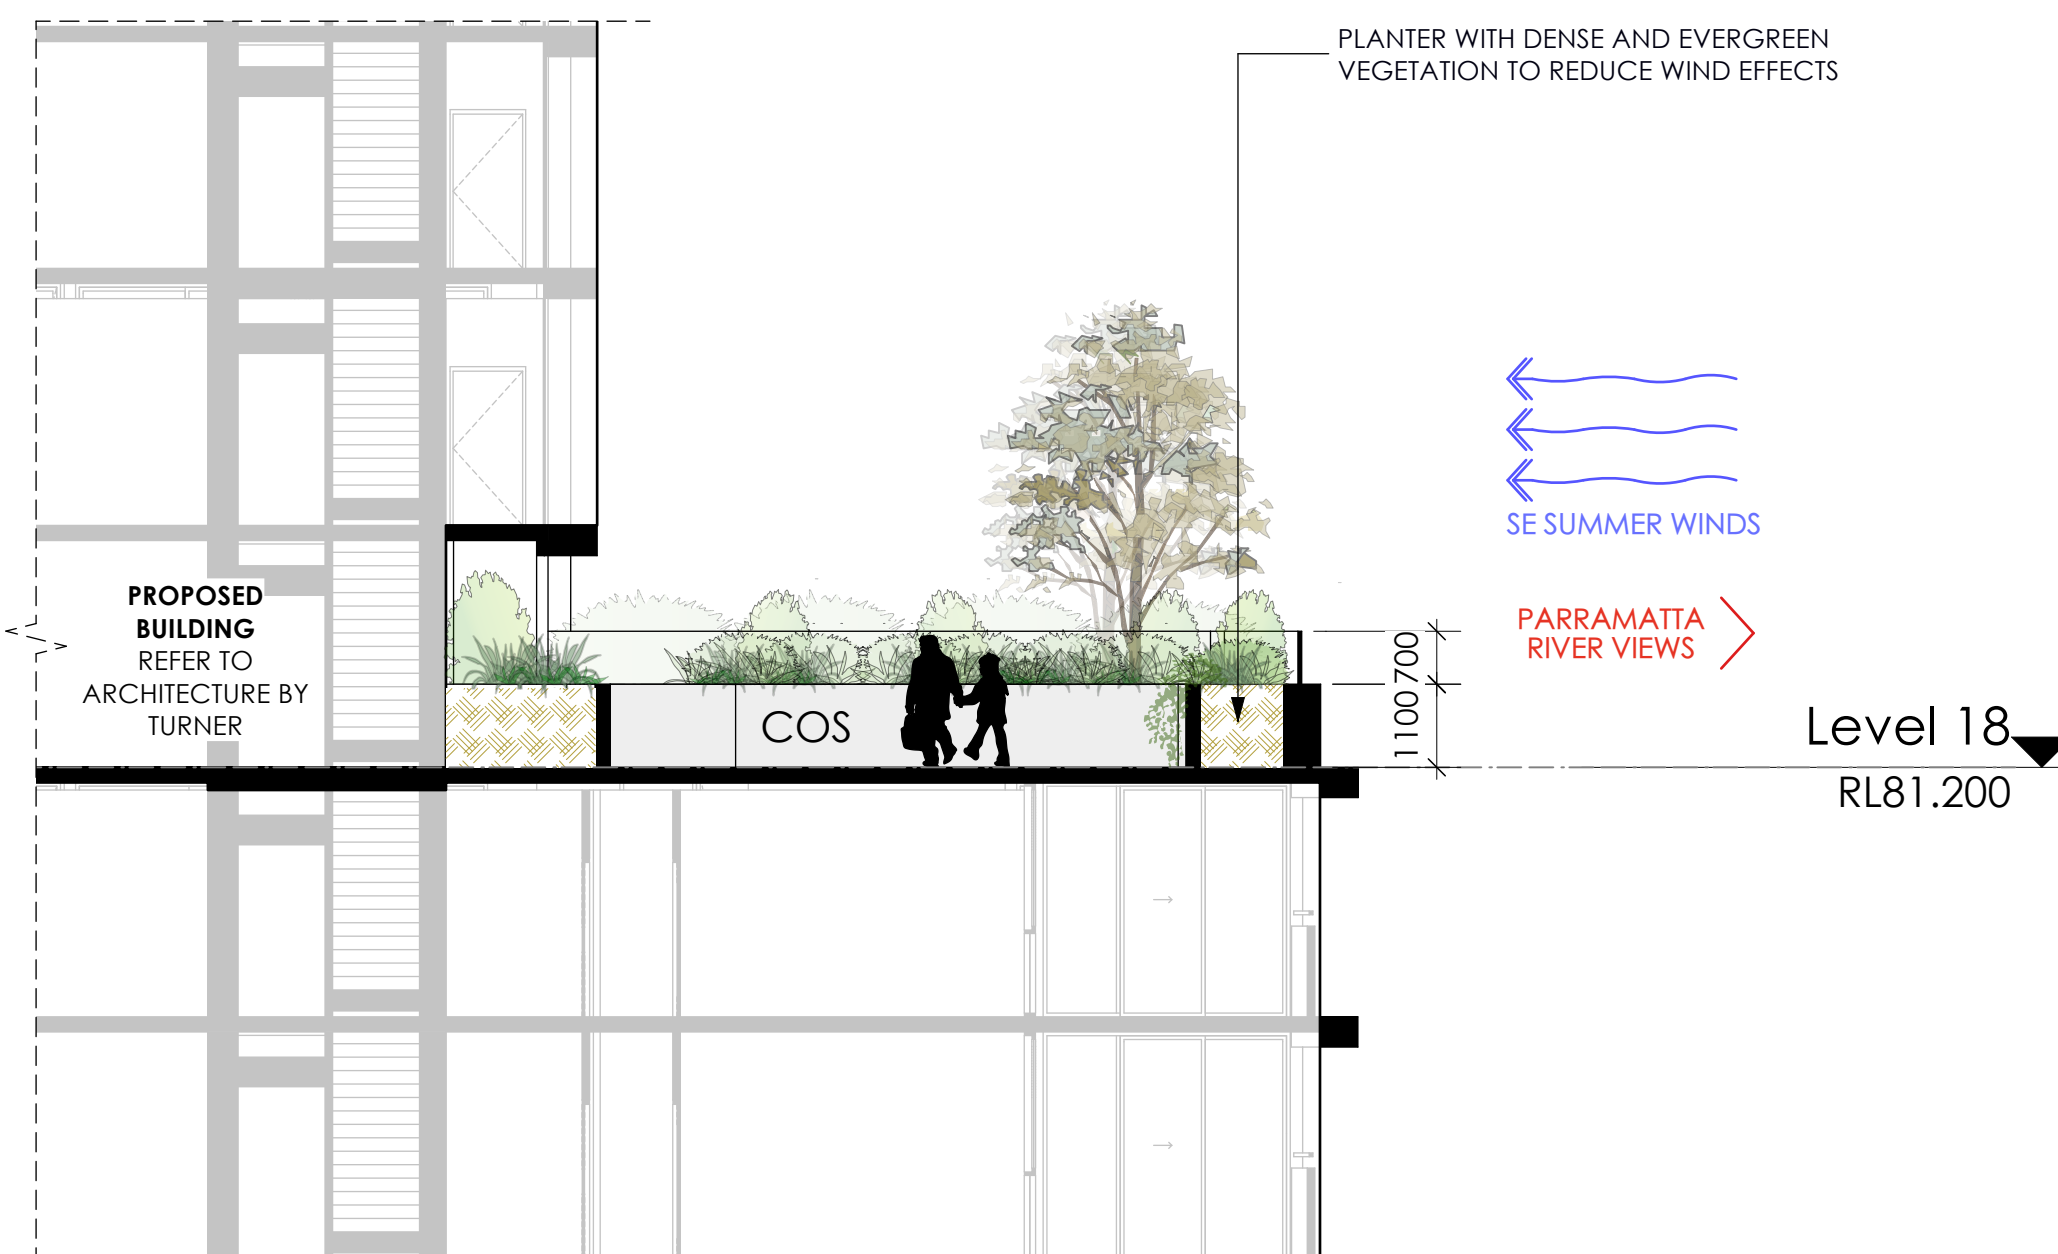 PLANTER WITH DENSE AND EVERGREEN
VEGETATION TO REDUCE WIND EFFECTS
SE SUMMER WINDS
PROPOSED
BUILDING
REFER TO
ARCHITECTURE BY
TURNER
PARRAMATTA
RIVER VIEWS
700
1100
COS
Level 18
RL81.200